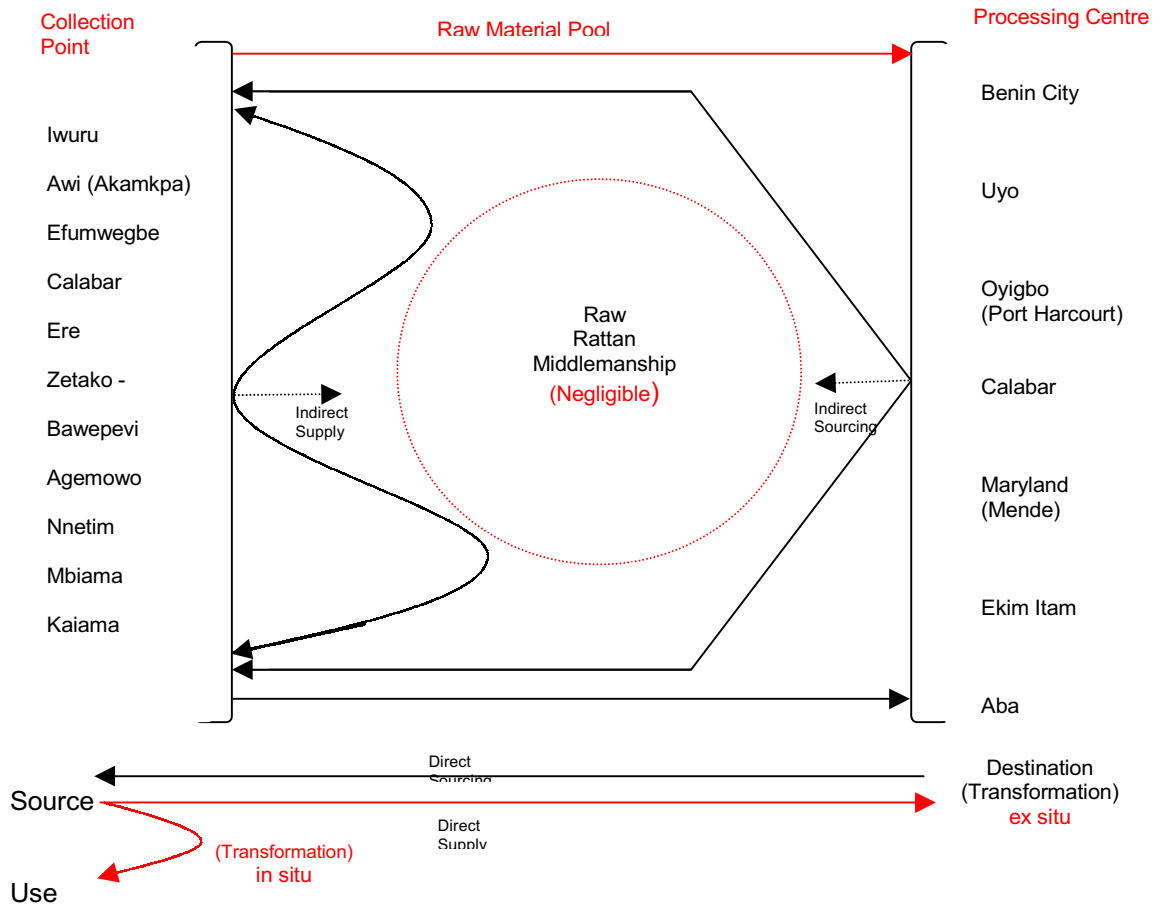 Collection
Point
Raw Material Pool
Processing Centre
Iwuru
Awi (Akamkpa)
Efumwegbe
Calabar
Ere
Zetako -
Bawepevi
Agemowo
Nnetim
Mbiama
Kaiama
Indirect
Supply
Raw
Rattan
Middlemanship
(Negligible)
Indirect
Sourcing
Benin City
Uyo
Oyigbo
(Port Harcourt)
Calabar
Maryland
(Mende)
Ekim Itam
Aba
Direct
Sourcing
Source
Direct
Supply
Destination
(Transformation)
ex situ
(Transformation)
in situ
Use